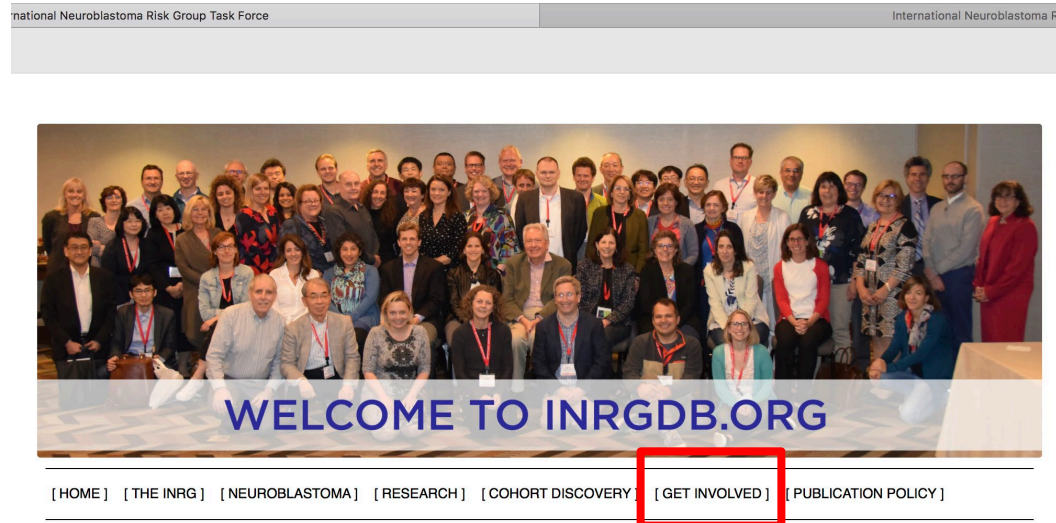 rnational Neuroblastoma Risk Group Task Force
International Neuroblastoma R
WELCOME TO INRGDB.ORG
[ HOME ] [ THE INRG ] [ NEUROBLASTOMA ] [ RESEARCH ] [ COHORT DISCOVERY ] [ GET INVOLVED ] [ PUBLICATION POLICY ]